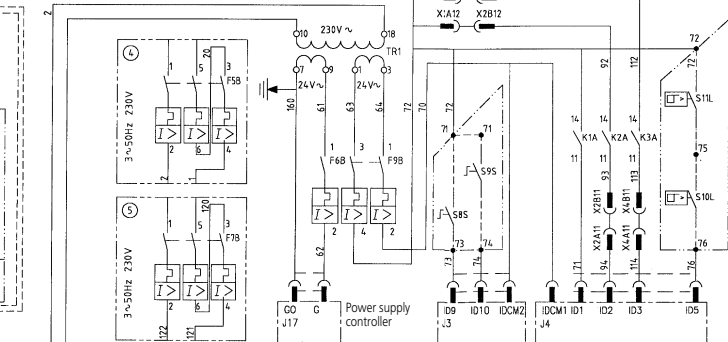 X1A12 X2B12
2
10 230V~ 18
TR1
7 9 1 3
24V~ 24V~
160 61 63 64 72 70 72
92 112
72
72
4
20
1 5 3
F5B
3~50Hz 230V
I> I> I>
2 6 4
2 1
5
120
1 5 3
F7B
3~50Hz 230V
I> I> I>
2 6 4
122 121
1 3 1
F6B F9B
I> I> I>
2 4 2
62
71 71
S9S
S8S
73 74
73 74
14 14 14
K1A K2A K3A
11 11 11
93 113
X2B11 X4B11
X2A11 X4A11
71 94 114 76
S11L
75
S10L
76
G0 G
J17
Power supply
controller
ID9 ID10 IDCM2
J3
IDCM1 ID1 ID2 ID3 ID5
J4